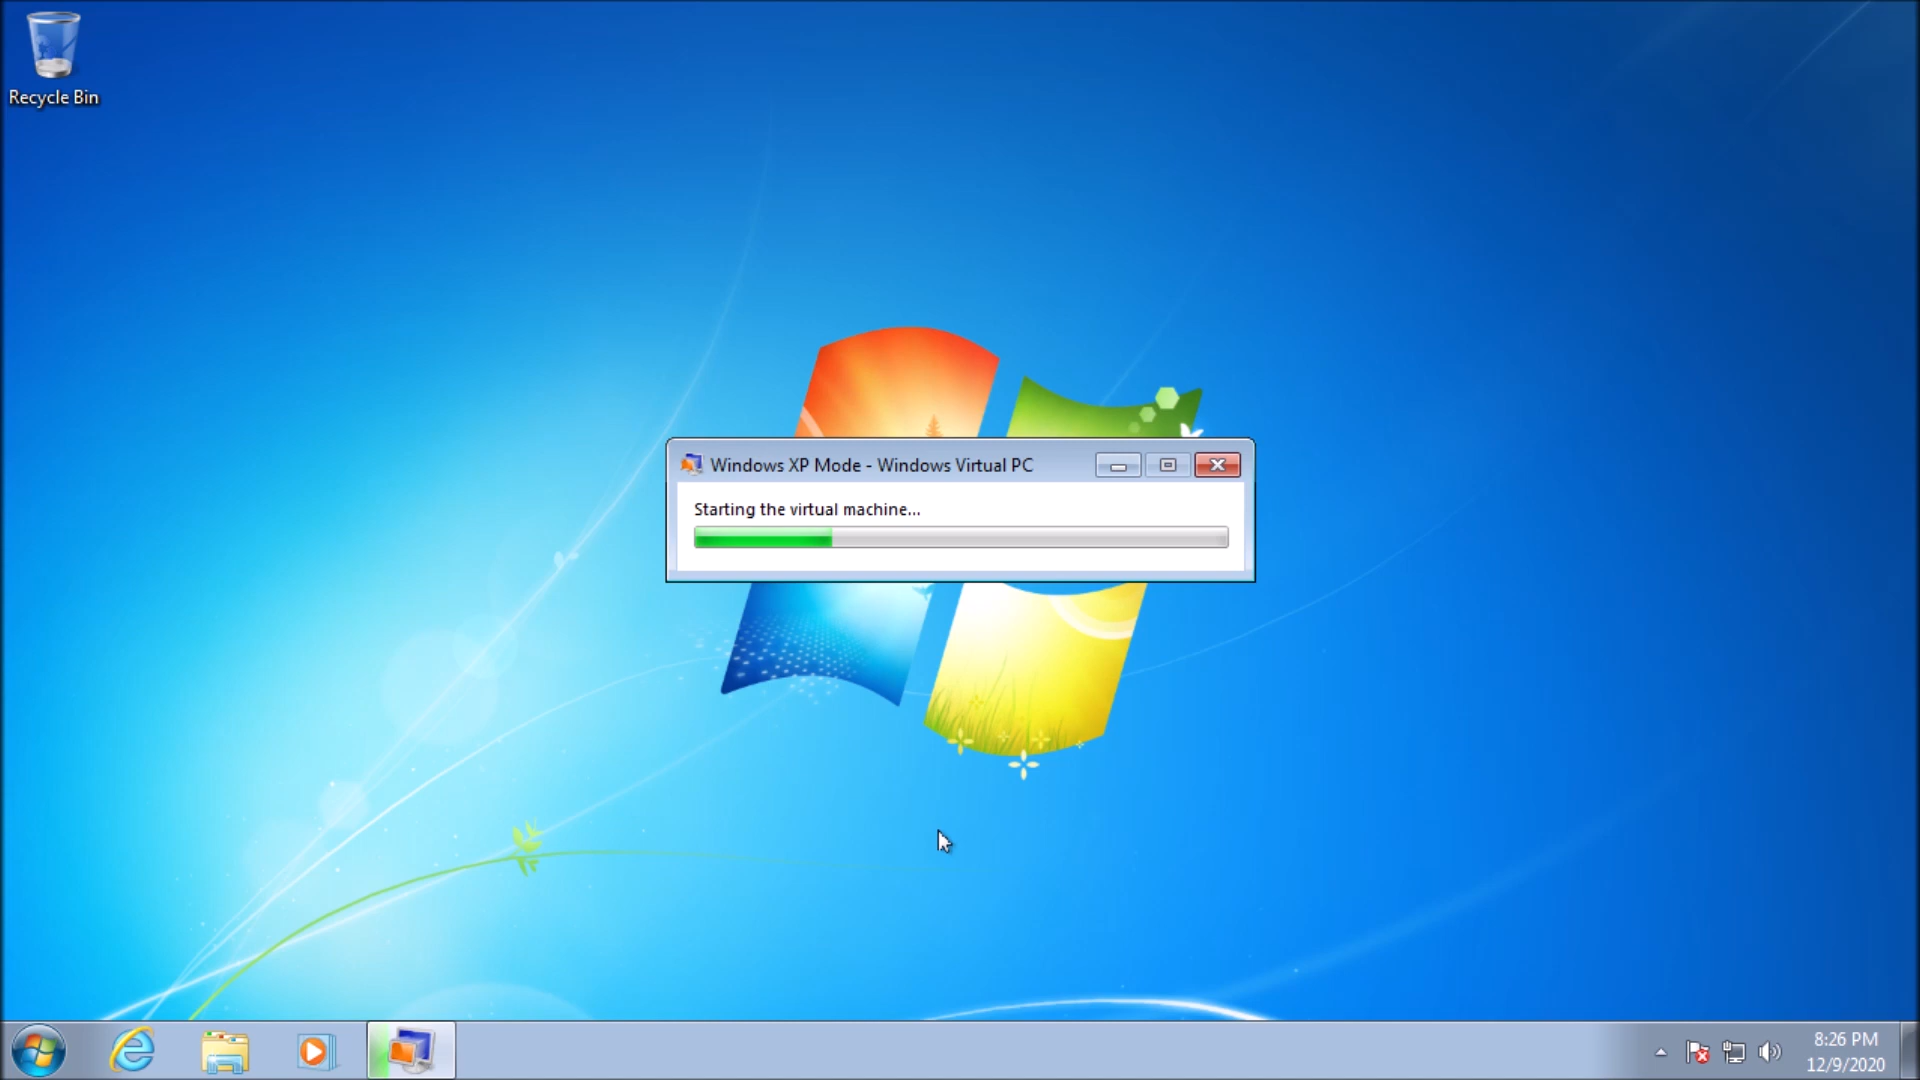 Recycle Bin
Windows XP Mode - Windows Virtual PC
Starting the virtual machine...
8:26 PM
12/9/2020